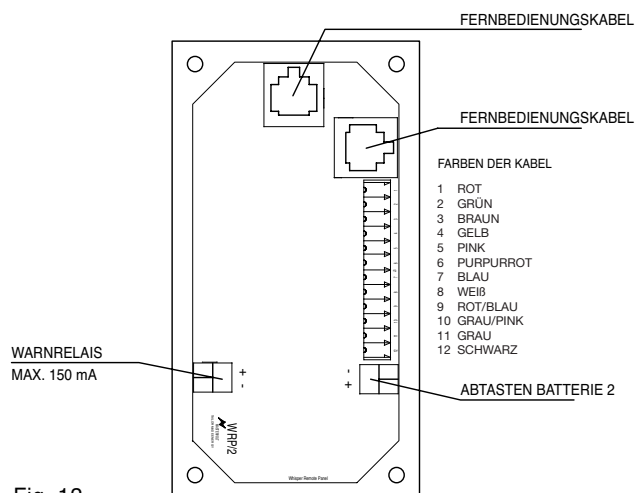 FERNBEDIENUNGSKABEL
FERNBEDIENUNGSKABEL
FARBEN DER KABEL
1 ROT
2 GRÜN
3 BRAUN
4 GELB
5 PINK
6 PURPURROT
7 BLAU
8 WEIß
9 ROT/BLAU
10 GRAU/PINK
11 GRAU
12 SCHWARZ
WARNRELAIS
MAX. 150 mA
+
-
-
+
ABTASTEN BATTERIE 2
WRP/2
Whisper Remote Panel